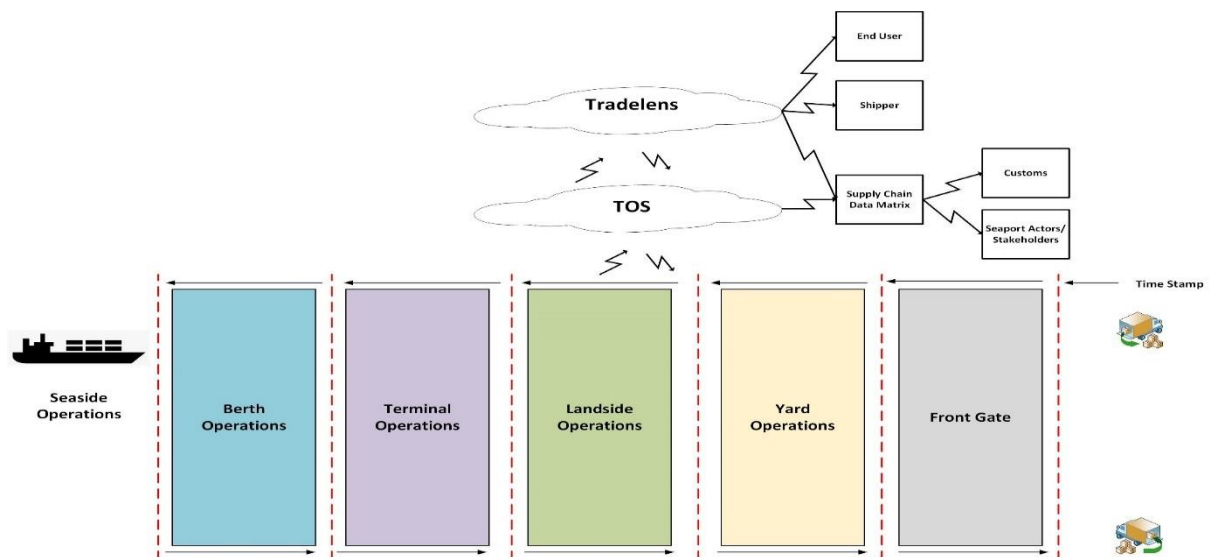 End User
Tradelens
Shipper
TOS
Supply Chain
Data Matrix
Customs
Seaport Actors/
Stakeholders
Time Stamp
Seaside
Operations
Berth
Operations
Terminal
Operations
Landside
Operations
Yard
Operations
Front Gate